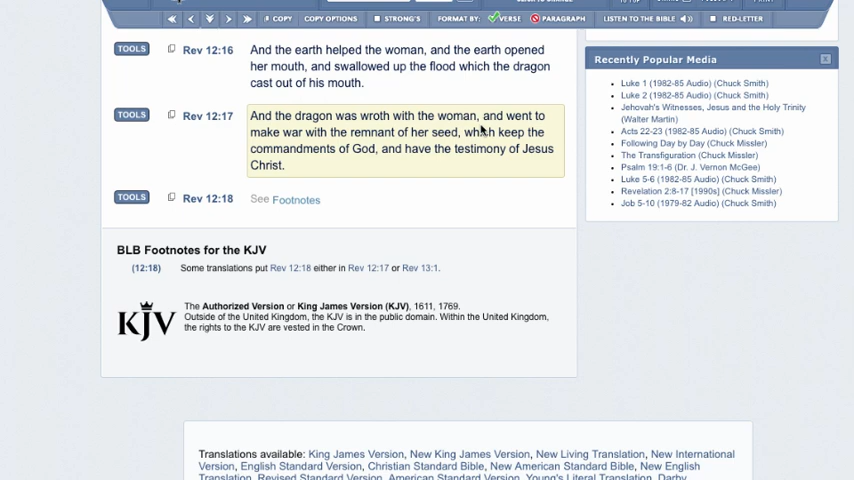 COPY COPY OPTIONS STRONG'S FORMAT BY: VERSE PARAGRAPH LISTEN TO THE BIBLE RED-LETTER
TOOLS Rev 12:16 And the earth helped the woman, and the earth opened
her mouth, and swallowed up the flood which the dragon
cast out of his mouth.
TOOLS Rev 12:17 And the dragon was wroth with the woman, and went to
make war with the remnant of her seed, which keep the
commandments of God, and have the testimony of Jesus
Christ.
TOOLS Rev 12:18 See Footnotes
BLB Footnotes for the KJV
(12:18) Some translations put Rev 12:18 either in Rev 12:17 or Rev 13:1.
KJV
The Authorized Version or King James Version (KJV), 1611, 1769.
Outside of the United Kingdom, the KJV is in the public domain. Within the United Kingdom,
the rights to the KJV are vested in the Crown.
Recently Popular Media
Luke 1 (1982-85 Audio) (Chuck Smith)
Luke 2 (1982-85 Audio) (Chuck Smith)
Jehovah's Witnesses, Jesus and the Holy Trinity
(Walter Martin)
Acts 22-23 (1982-85 Audio) (Chuck Smith)
Following Day by Day (Chuck Missler)
The Transfiguration (Chuck Missler)
Psalm 19:1-6 (Dr. J. Vernon McGee)
Luke 5-6 (1982-85 Audio) (Chuck Smith)
Revelation 2:8-17 [1990s] (Chuck Missler)
Job 5-10 (1979-82 Audio) (Chuck Smith)
Translations available: King James Version, New King James Version, New Living Translation, New International
Version, English Standard Version, Christian Standard Bible, New American Standard Bible, New English
Translation, Revised Standard Version, American Standard Version, Young's Literal Translation, Darby